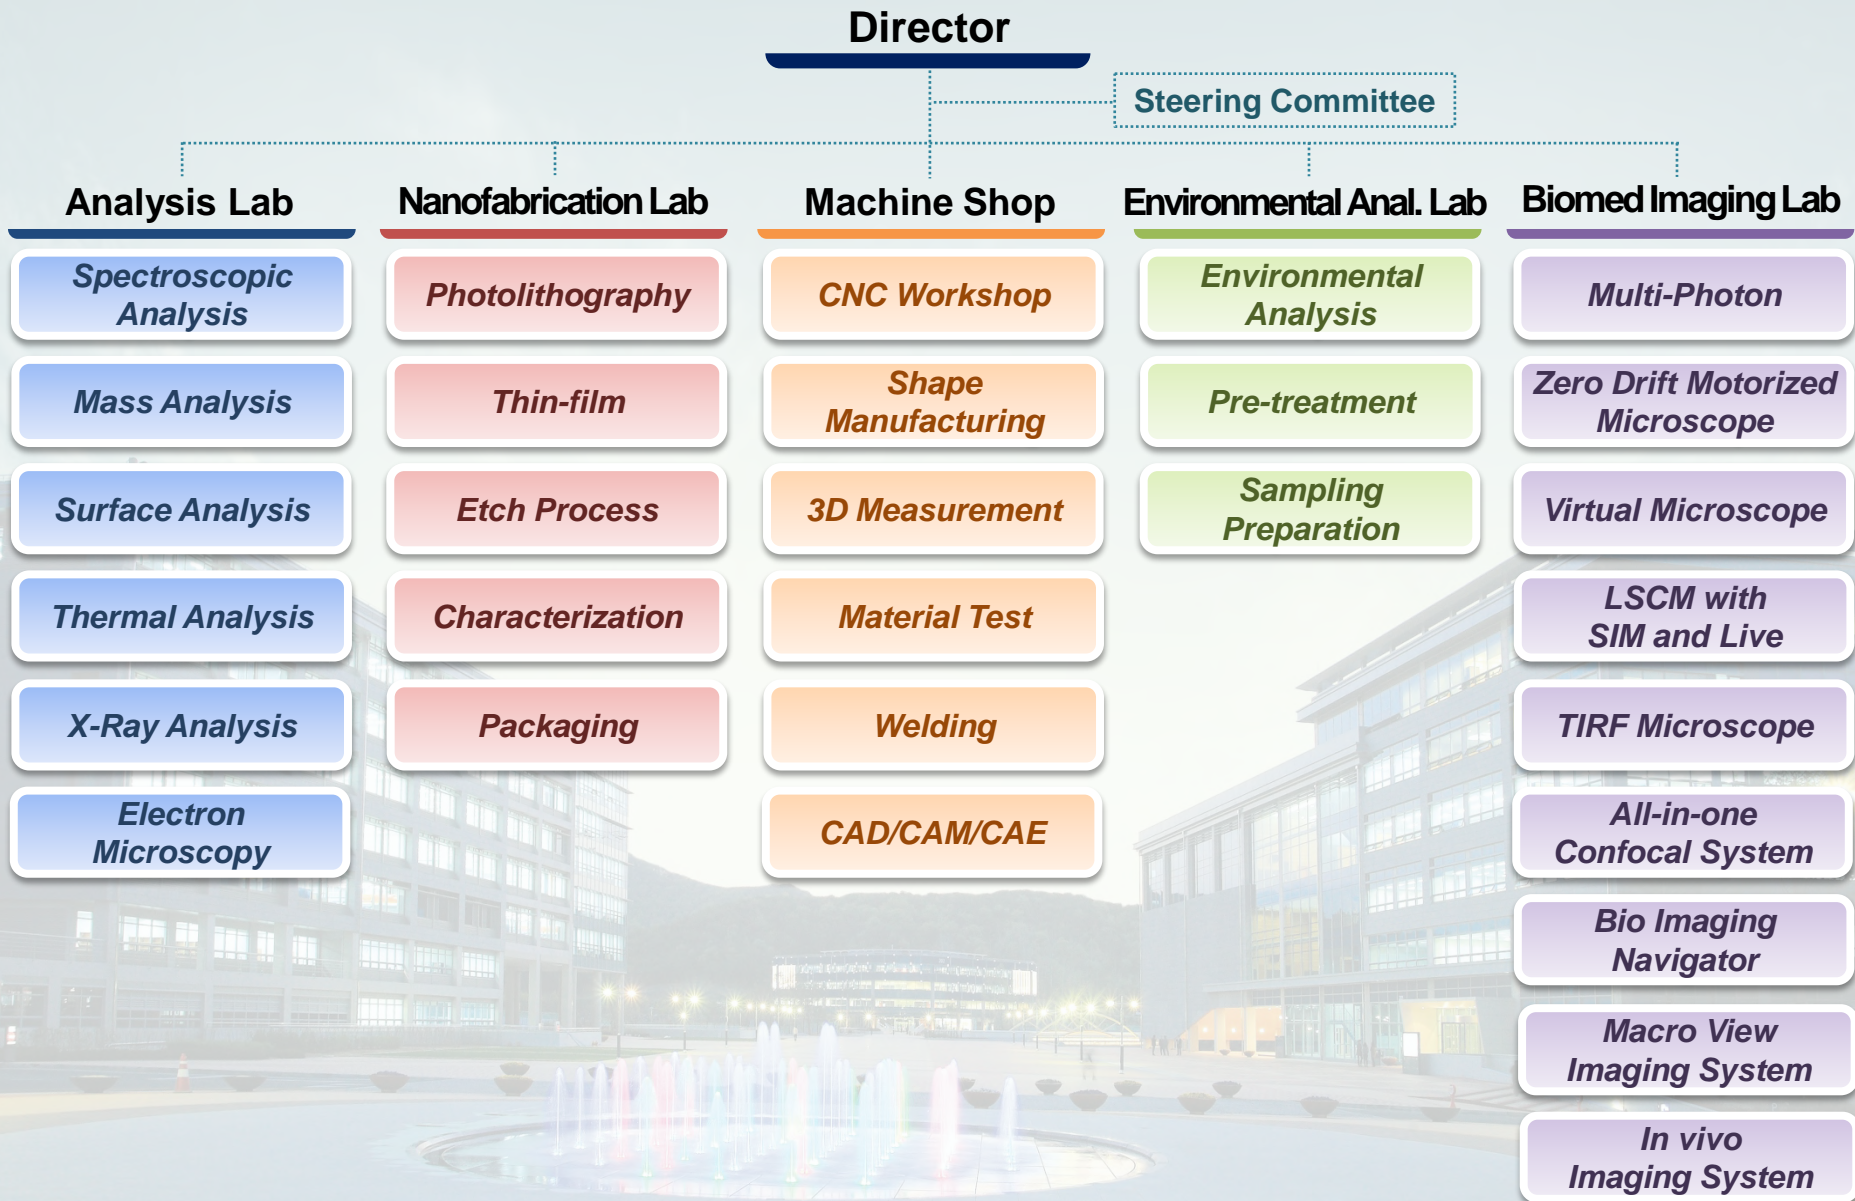 Director
Steering Committee
Analysis Lab
Spectroscopic
Analysis
Mass Analysis
Surface Analysis
Thermal Analysis
X-Ray Analysis
Electron
Microscopy
Nanofabrication Lab
Photolithography
Thin-film
Etch Process
Characterization
Packaging
Machine Shop
CNC Workshop
Shape
Manufacturing
3D Measurement
Material Test
Welding
CAD/CAM/CAE
Environmental Anal. Lab
Environmental
Analysis
Pre-treatment
Sampling
Preparation
Biomed Imaging Lab
Multi-Photon
Zero Drift Motorized
Microscope
Virtual Microscope
LSCM with
SIM and Live
TIRF Microscope
All-in-one
Confocal System
Bio Imaging
Navigator
Macro View
Imaging System
In vivo
Imaging System